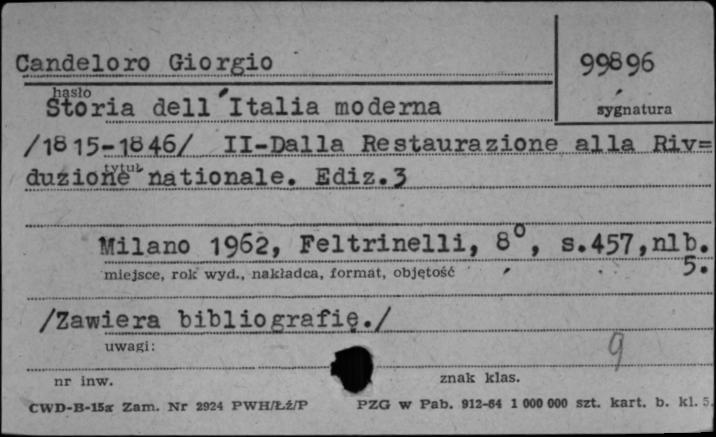 Candeloro Giorgio
99896
hasło
Storia dell'Italia moderna
sygnatura
/1815-1846/ II-Dalla Restaurazione alla Riv=
tytuł
duzione nationale. Ediz.3
Milano 1962, Feltrinelli, 8°, s.457,nlb.
5.
miejsce, rok wyd., nakładca, format, objętość
/Zawiera bibliografię./
uwagi:
9
nr inw.
znak klas.
CWD-B-15a Zam. Nr 2924 PWH/Łź/P
PZG w Pab. 912-64 1 000 000 szt. kart. b. kl. 5.